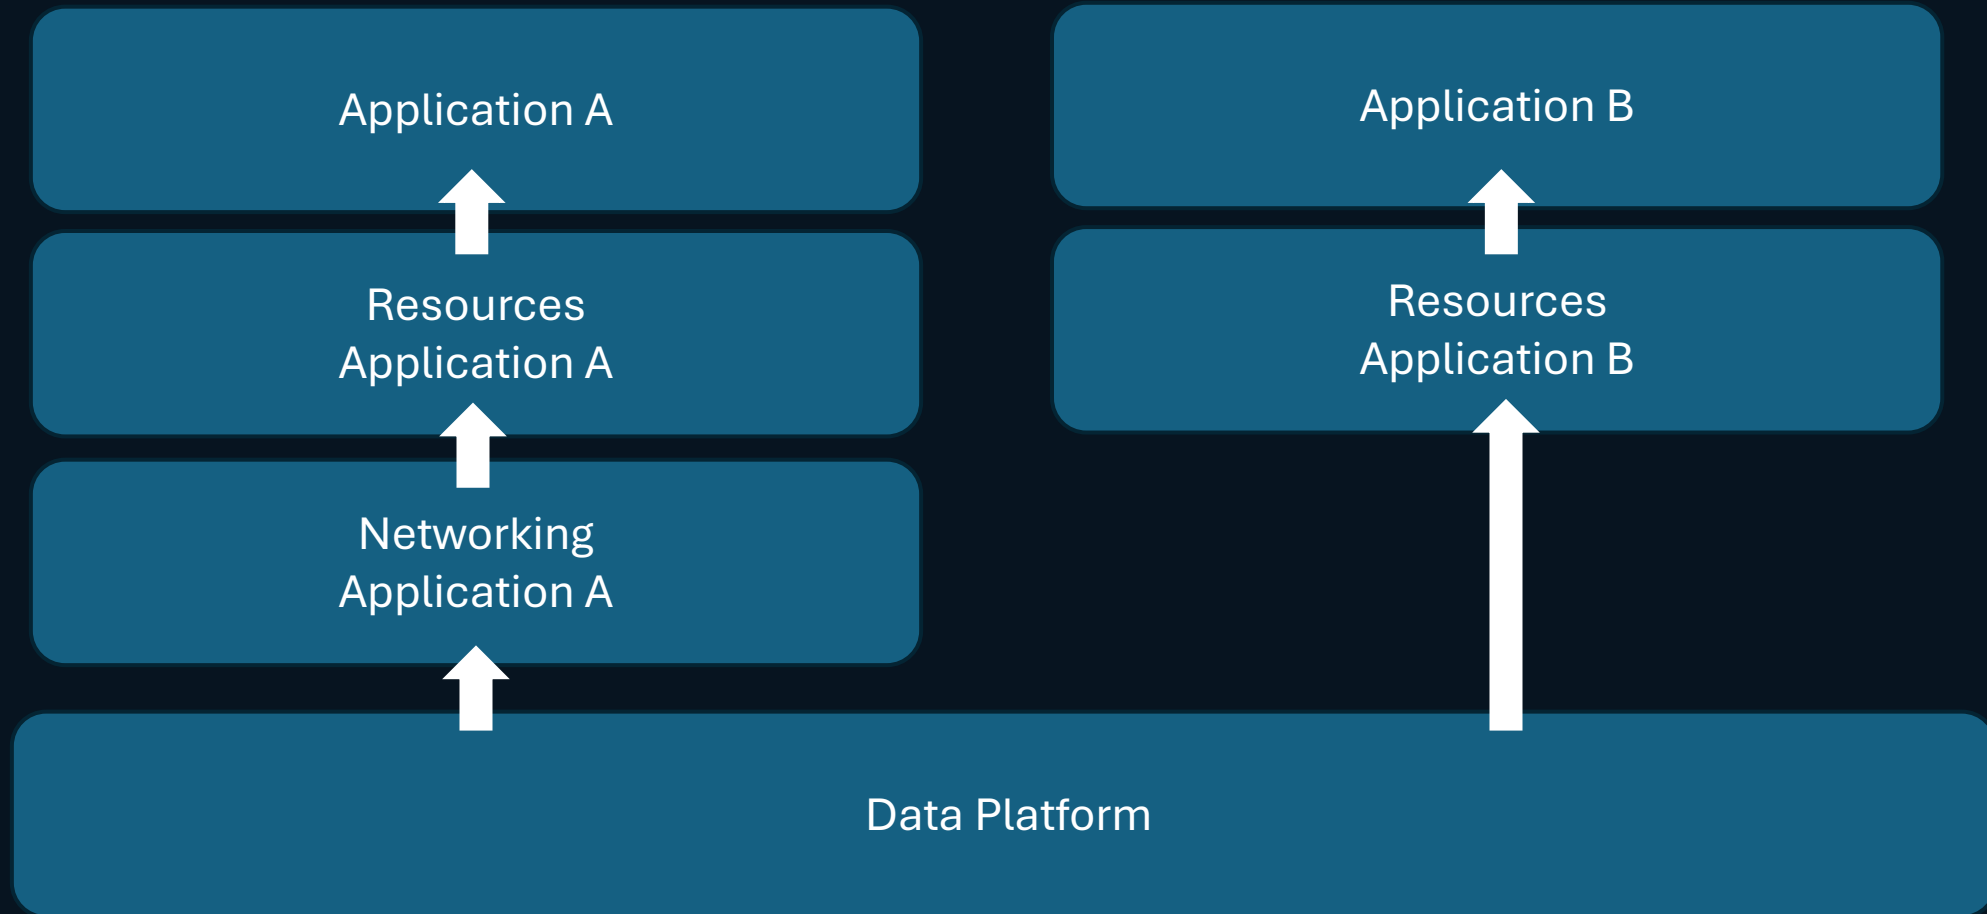 Application A
Application B
Resources
Application A
Resources
Application B
Networking
Application A
Data Platform